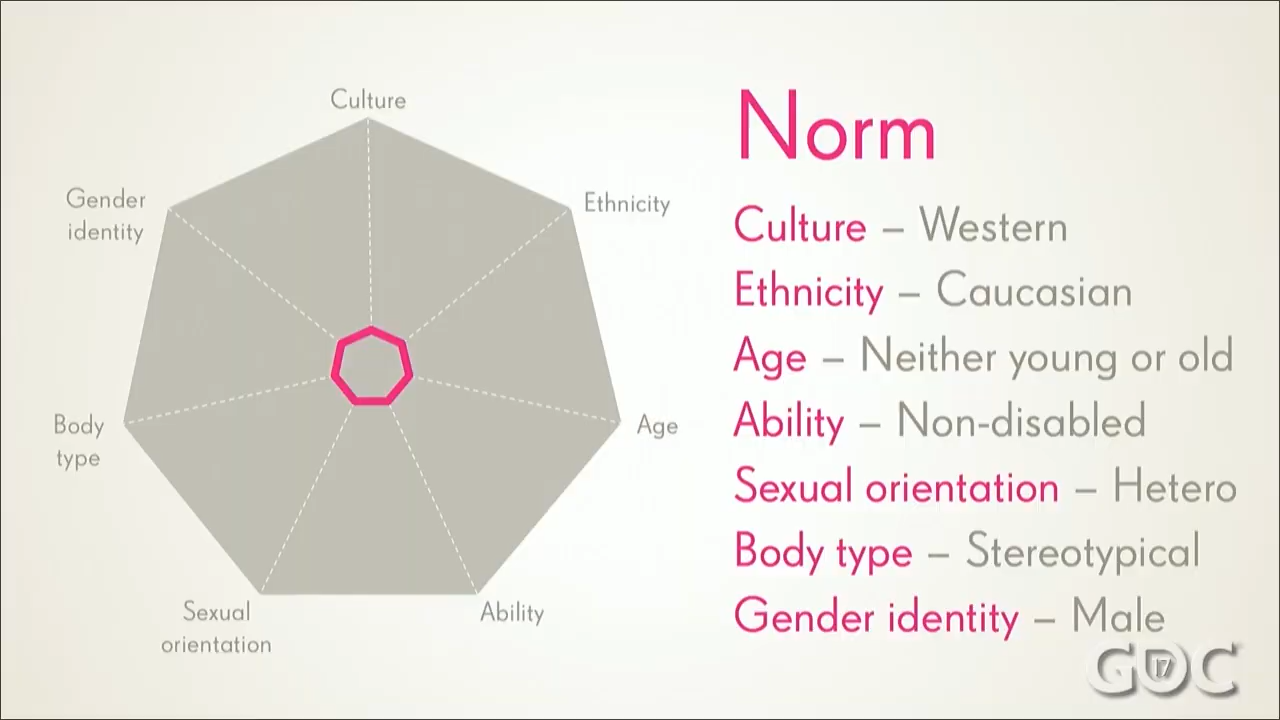 Culture
Gender
identity
Ethnicity
Body
type
Age
Sexual
orientation
Ability
Norm
Culture – Western
Ethnicity – Caucasian
Age – Neither young or old
Ability – Non-disabled
Sexual orientation – Hetero
Body type – Stereotypical
Gender identity – Male
GDC 17